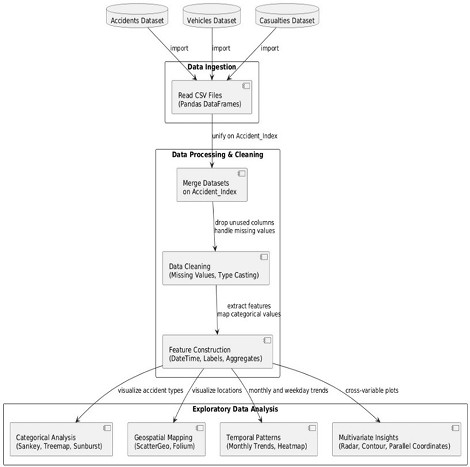 Accidents Dataset
Vehicles Dataset
Casualties Dataset
import
import
import
Data Ingestion
Read CSV Files
(Pandas DataFrames)
unify on Accident_Index
Data Processing & Cleaning
Merge Datasets
on Accident_Index
drop unused columns
handle missing values
Data Cleaning
(Missing Values, Type Casting)
extract features
map categorical values
Feature Construction
(DateTime, Labels, Aggregates)
visualize accident types
visualize locations
monthly and weekday trends
cross-variable plots
Exploratory Data Analysis
Categorical Analysis
(Sankey, Treemap, Sunburst)
Geospatial Mapping
(ScatterGeo, Folium)
Temporal Patterns
(Monthly Trends, Heatmap)
Multivariate Insights
(Radar, Contour, Parallel Coordinates)